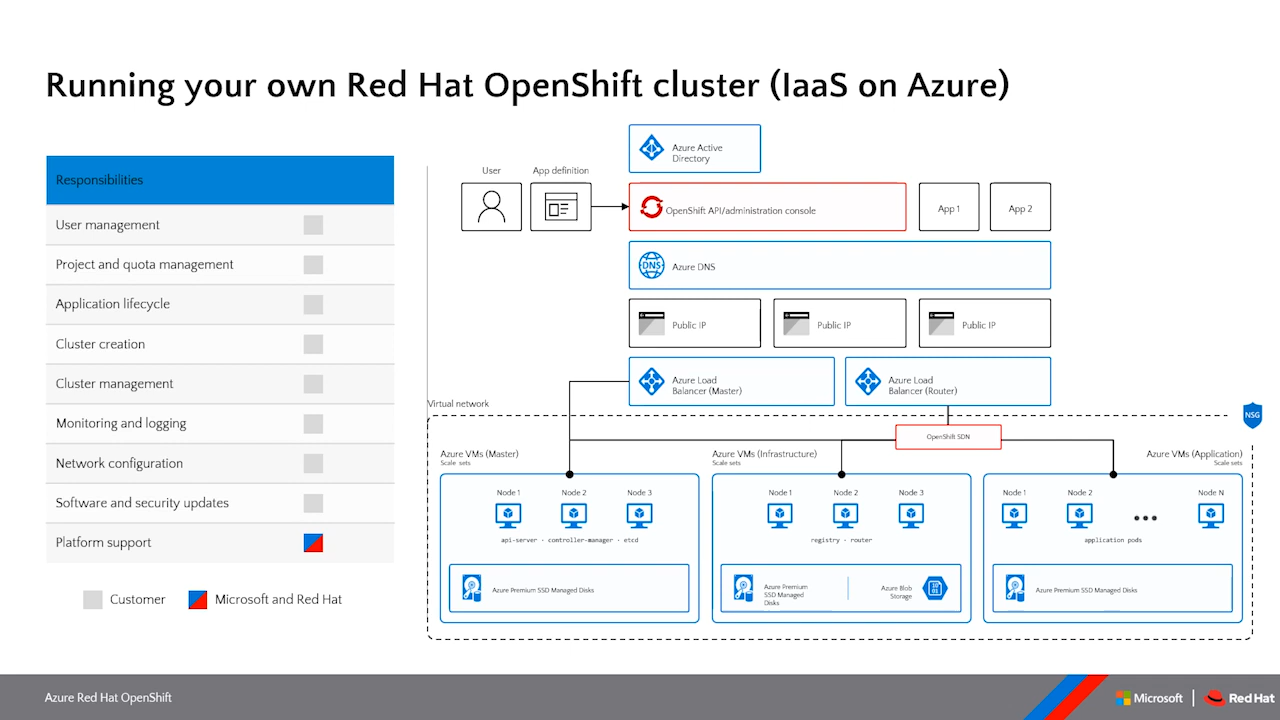 Running your own Red Hat OpenShift cluster (IaaS on Azure)
Responsibilities
User management
Project and quota management
Application lifecycle
Cluster creation
Cluster management
Monitoring and logging
Network configuration
Software and security updates
Platform support
Customer
Microsoft and Red Hat
Azure Active
Directory
User
App definition
OpenShift API/administration console
App 1
App 2
DNS
Azure DNS
Public IP
Public IP
Public IP
Azure Load
Balancer (Master)
Azure Load
Balancer (Router)
Virtual network
NSG
OpenShift SDN
Azure VMs (Master)
Scale sets
Node 1
Node 2
Node 3
api-server · controller-manager · etcd
Azure Premium SSD Managed Disks
Azure VMs (Infrastructure)
Scale sets
Node 1
Node 2
Node 3
registry · router
Azure Premium
SSD Managed
Disks
Azure Blob
Storage
10
01
Azure VMs (Application)
Scale sets
Node 1
Node 2
Node N
application pods
Azure Premium SSD Managed Disks
Azure Red Hat OpenShift
Microsoft
Red Hat